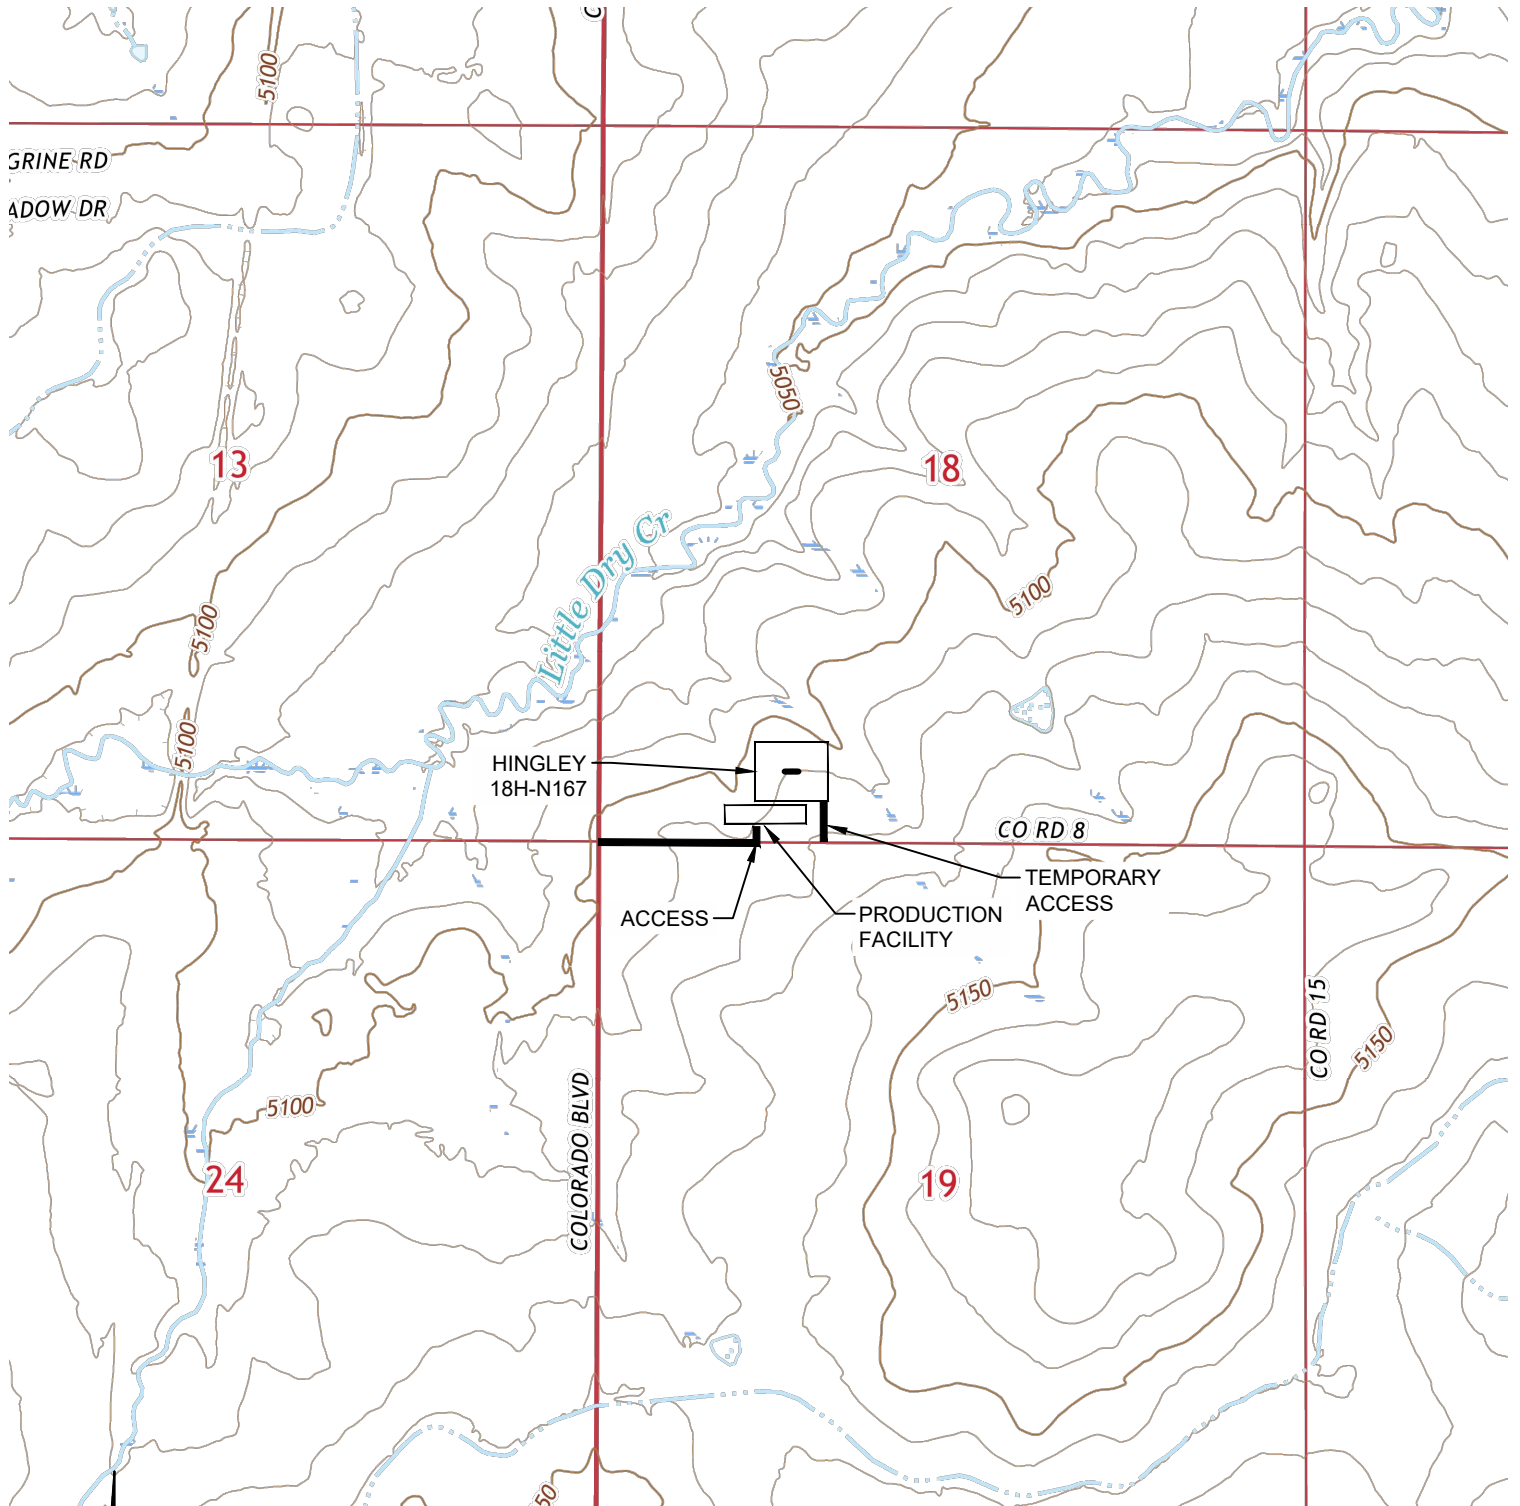 5100
GRINE RD
ADOW DR
5050
13
18
Little Dry Cr
5100
5100
5100
HINGLEY
18H-N167
CO RD 8
TEMPORARY
ACCESS
ACCESS
PRODUCTION
FACILITY
5150
CO RD 15
5150
COLORADO BLVD
5100
24
19
50